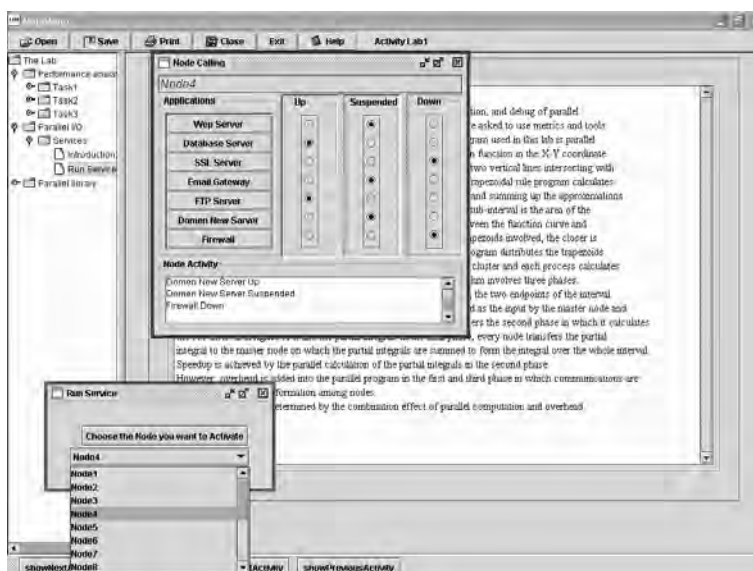 Open Save Print Close Exit Help Activity Lab1
The Lab
Task1
Task2
Task3
Parallel I/O
Services
Introduction
Run Service
Parallel library
Node Calling
Node4
Applications Up Suspended Down
Wep Server
Database Server
SSL Server
Email Gateway
FTP Server
Domen New Server
Firewall
Node Activity
Domen New Server Up
Domen New Server Suspended
Firewall Down
tion, and debug of parallel
e asked to use metrics and tools
gram used in this lab is parallel
n function in the X-Y coordinate
two vertical lines intersecting with
rapezoidal rule program calculates
and summing up the approximations
sub-interval is the area of the
ween the function curve and
apezoids involved, the closer is
ogram distributes the trapezoids
cluster and each process calculates
hm involves three phases.
, the two endpoints of the interval
d as the input by the master node and
ers the second phase in which it calculates
every node transfers the partial
integral to the master node on which the partial integrals are summed to form the integral over the whole interval.
Speedup is achieved by the parallel calculation of the partial integrals in the second phase.
However, overhead is added into the parallel program in the first and third phase in which communications are
formation among nodes.
etermined by the combination effect of parallel computation and overhead.
Run Service
Choose the Node you want to Activate
Node4
Node1
Node2
Node3
Node4
Node5
Node6
Node7
Node8
showNext tActivity showPreviousActivity